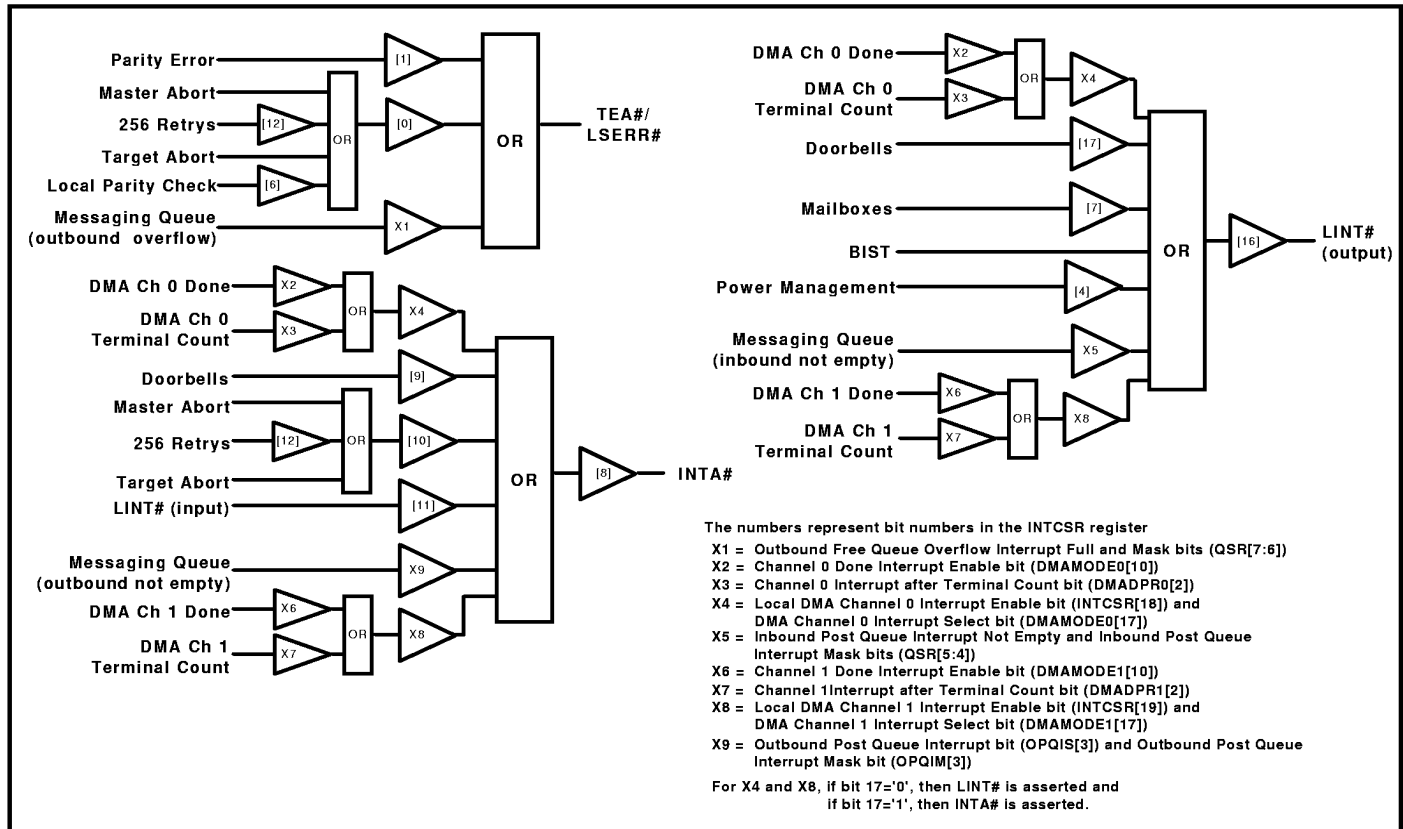 Parity Error
[1]
Master Abort
256 Retrys
[12]
OR
[0]
Target Abort
Local Parity Check
[6]
Messaging Queue
(outbound overflow)
X1
OR
TEA#/
LSERR#
DMA Ch 0 Done
X2
DMA Ch 0
Terminal Count
X3
OR
X4
Doorbells
[9]
Master Abort
256 Retrys
[12]
OR
[10]
Target Abort
LINT# (input)
[11]
Messaging Queue
(outbound not empty)
X9
DMA Ch 1 Done
X6
DMA Ch 1
Terminal Count
X7
OR
X8
OR
[8]
INTA#
DMA Ch 0 Done
X2
DMA Ch 0
Terminal Count
X3
OR
X4
Doorbells
[17]
Mailboxes
[7]
BIST
Power Management
[4]
Messaging Queue
(inbound not empty)
X5
DMA Ch 1 Done
X6
DMA Ch 1
Terminal Count
X7
OR
X8
OR
[16]
LINT#
(output)
The numbers represent bit numbers in the INTCSR register
X1 = Outbound Free Queue Overflow Interrupt Full and Mask bits (QSR[7:6])
X2 = Channel 0 Done Interrupt Enable bit (DMAMODE0[10])
X3 = Channel 0 Interrupt after Terminal Count bit (DMADPR0[2])
X4 = Local DMA Channel 0 Interrupt Enable bit (INTCSR[18]) and
DMA Channel 0 Interrupt Select bit (DMAMODE0[17])
X5 = Inbound Post Queue Interrupt Not Empty and Inbound Post Queue
Interrupt Mask bits (QSR[5:4])
X6 = Channel 1 Done Interrupt Enable bit (DMAMODE1[10])
X7 = Channel 1Interrupt after Terminal Count bit (DMADPR1[2])
X8 = Local DMA Channel 1 Interrupt Enable bit (INTCSR[19]) and
DMA Channel 1 Interrupt Select bit (DMAMODE1[17])
X9 = Outbound Post Queue Interrupt bit (OPQIS[3]) and Outbound Post Queue
Interrupt Mask bit (OPQIM[3])
For X4 and X8, if bit 17='0', then LINT# is asserted and
if bit 17='1', then INTA# is asserted.